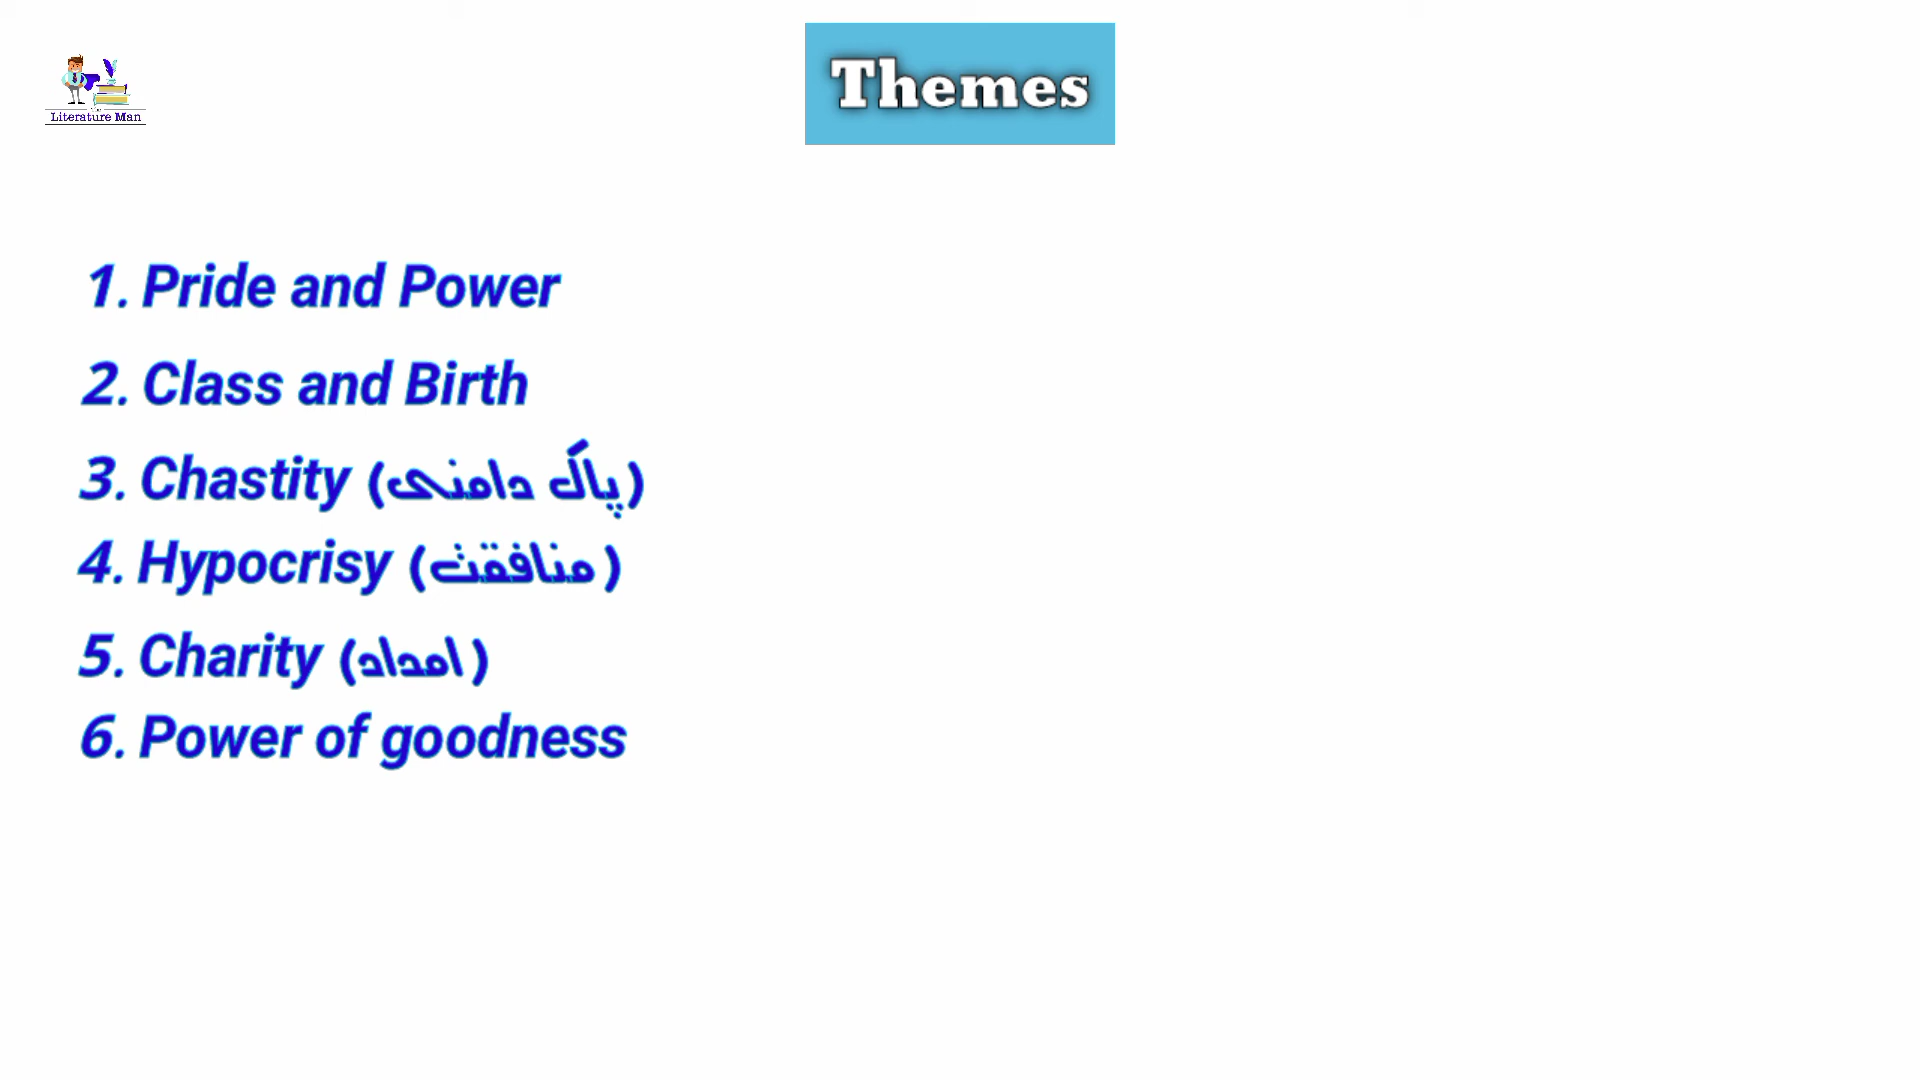 Themes
Literature Man
1. Pride and Power
2. Class and Birth
3. Chastity (پاک دامنی)
4. Hypocrisy (منافقت)
5. Charity (امداد)
6. Power of goodness